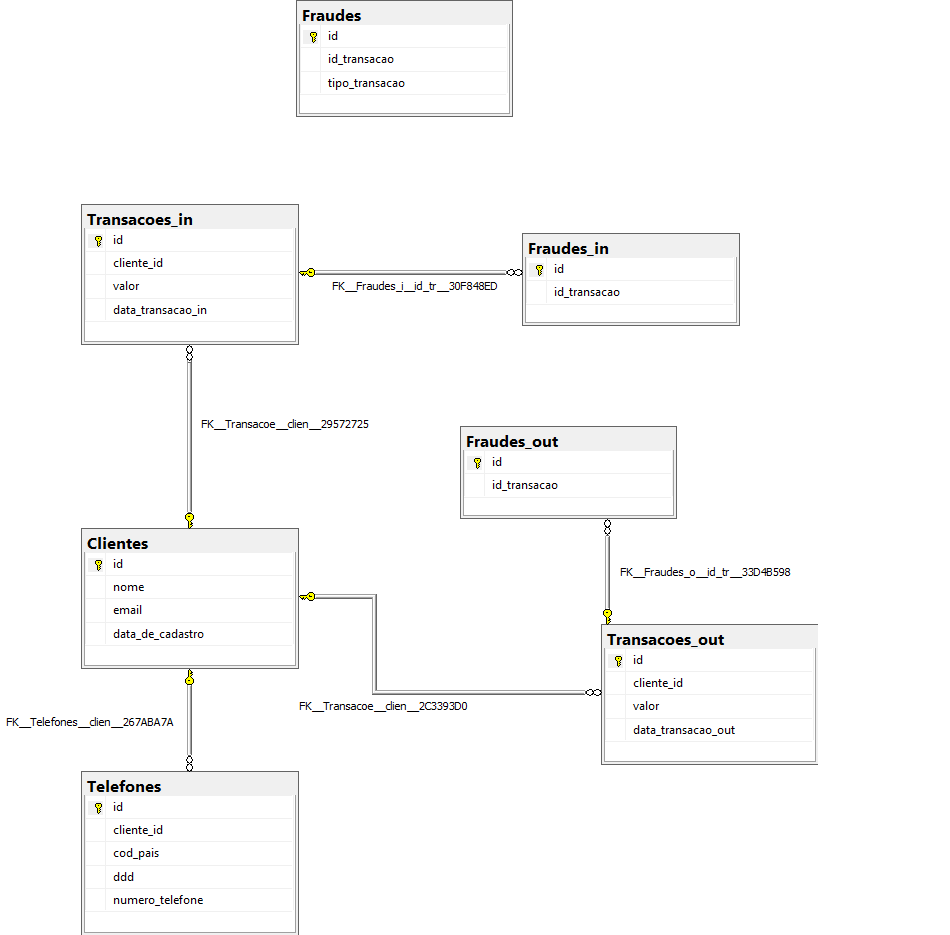 Fraudes
id
id_transacao
tipo_transacao
Transacoes_in
id
cliente_id
valor
data_transacao_in
Fraudes_in
id
id_transacao
FK__Fraudes_i__id_tr__30F848ED
FK__Transacoe__clien__29572725
Fraudes_out
id
id_transacao
Clientes
id
nome
email
data_de_cadastro
FK__Fraudes_o__id_tr__33D4B598
Transacoes_out
id
cliente_id
valor
data_transacao_out
FK__Transacoe__clien__2C3393D0
FK__Telefones__clien__267ABA7A
Telefones
id
cliente_id
cod_pais
ddd
numero_telefone